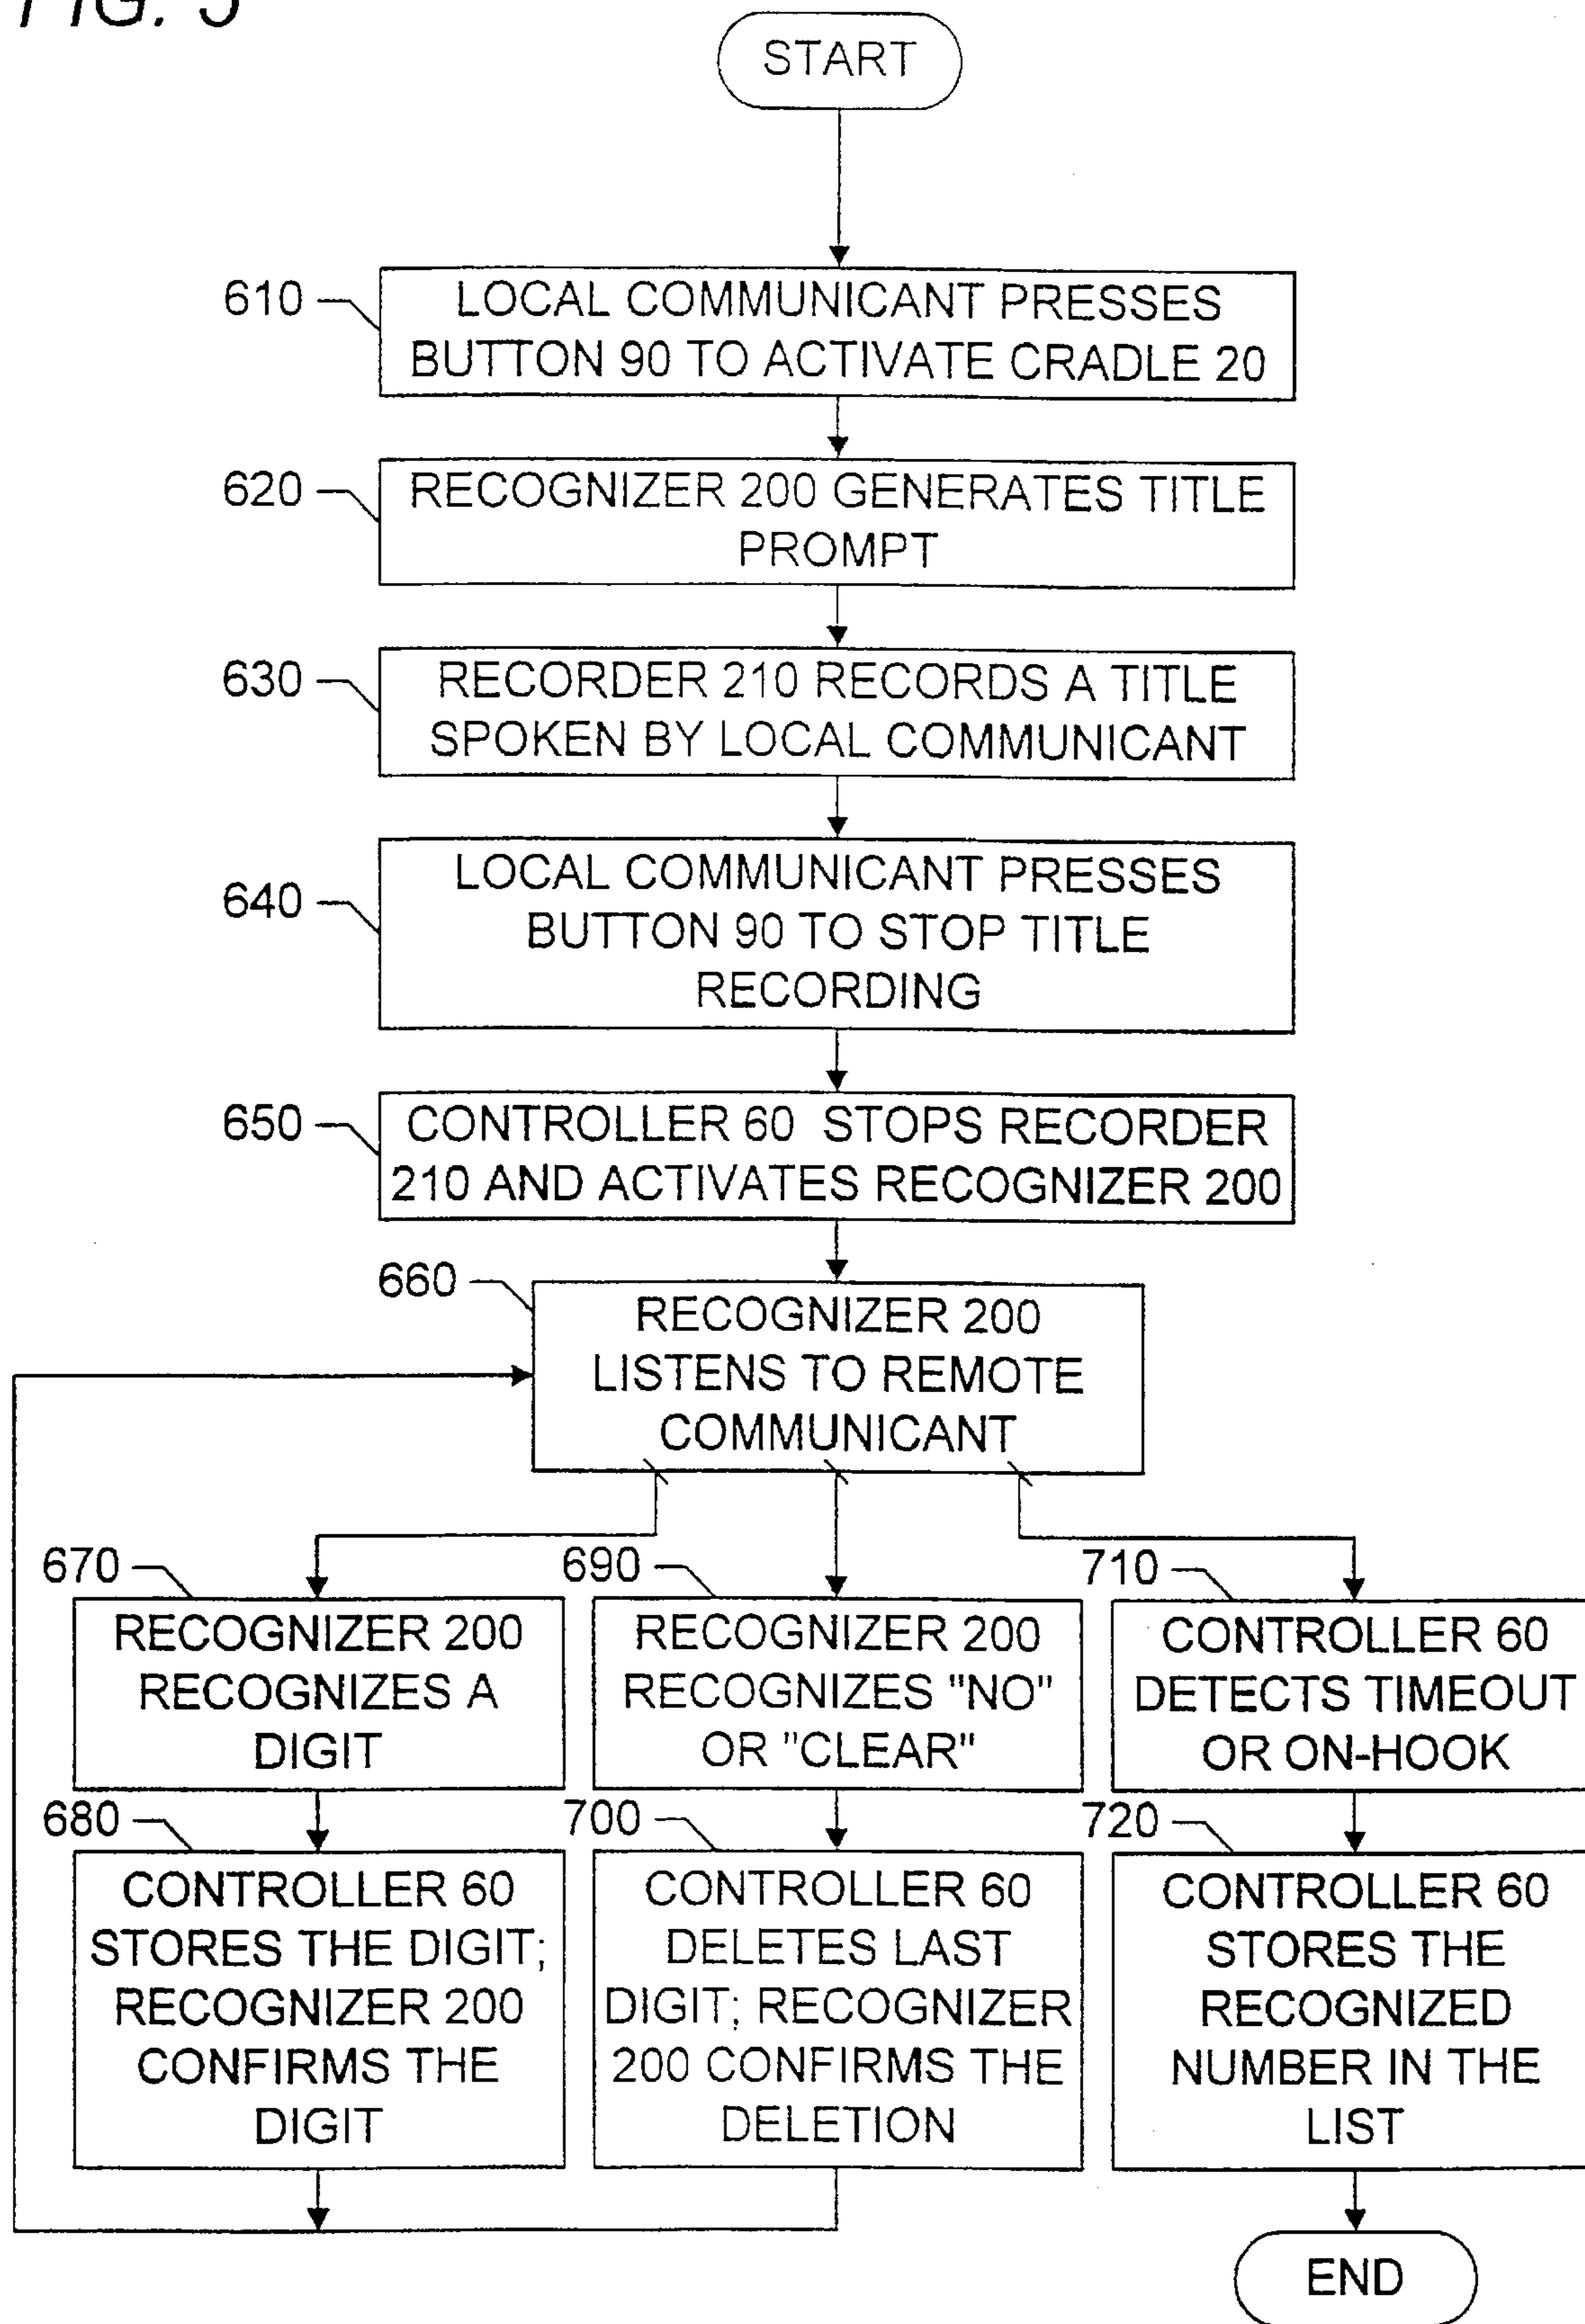 FIG. 5
START
610
LOCAL COMMUNICANT PRESSES
BUTTON 90 TO ACTIVATE CRADLE 20
620
RECOGNIZER 200 GENERATES TITLE
PROMPT
630
RECORDER 210 RECORDS A TITLE
SPOKEN BY LOCAL COMMUNICANT
640
LOCAL COMMUNICANT PRESSES
BUTTON 90 TO STOP TITLE
RECORDING
650
CONTROLLER 60 STOPS RECORDER
210 AND ACTIVATES RECOGNIZER 200
660
RECOGNIZER 200
LISTENS TO REMOTE
COMMUNICANT
670
RECOGNIZER 200
RECOGNIZES A
DIGIT
680
CONTROLLER 60
STORES THE DIGIT;
RECOGNIZER 200
CONFIRMS THE
DIGIT
690
RECOGNIZER 200
RECOGNIZES "NO"
OR "CLEAR"
700
CONTROLLER 60
DELETES LAST
DIGIT; RECOGNIZER
200 CONFIRMS THE
DELETION
710
CONTROLLER 60
DETECTS TIMEOUT
OR ON-HOOK
720
CONTROLLER 60
STORES THE
RECOGNIZED
NUMBER IN THE
LIST
END